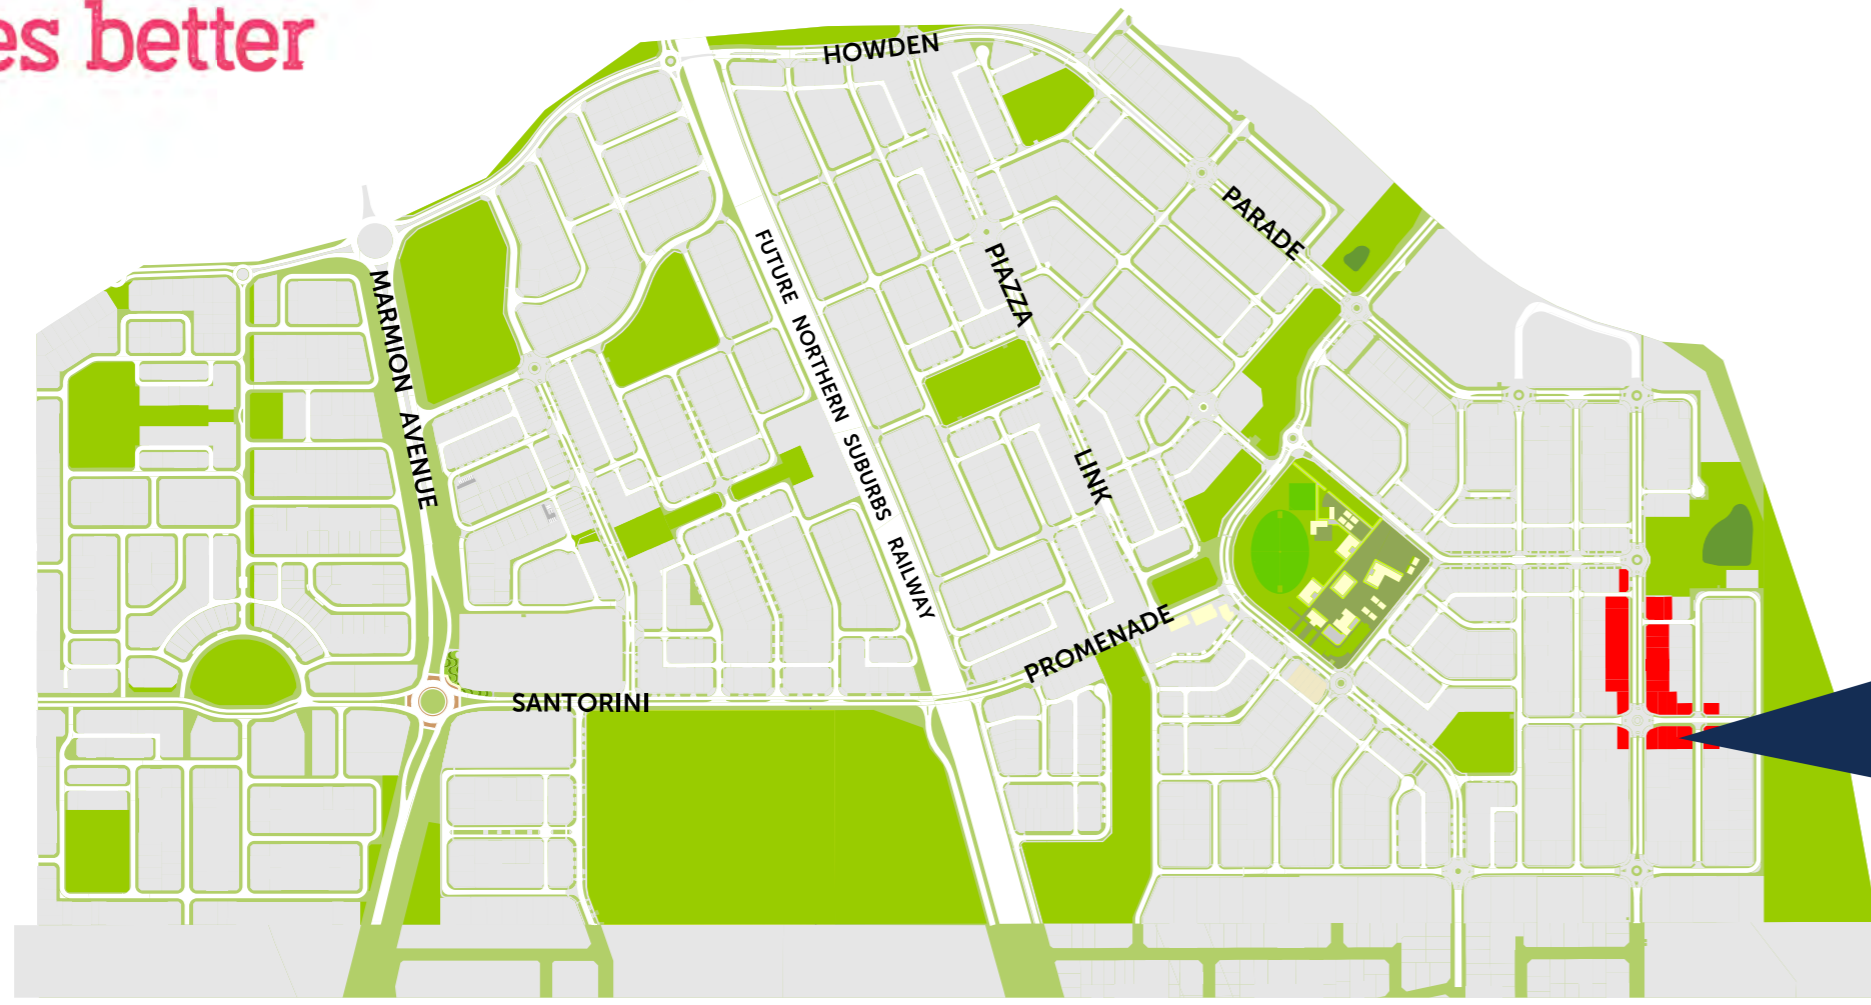 es better
HOWDEN
PARADE
PIAZZA
LINK
FUTURE NORTHERN SUBURBS RAILWAY
MARMION AVENUE
SANTORINI
PROMENADE